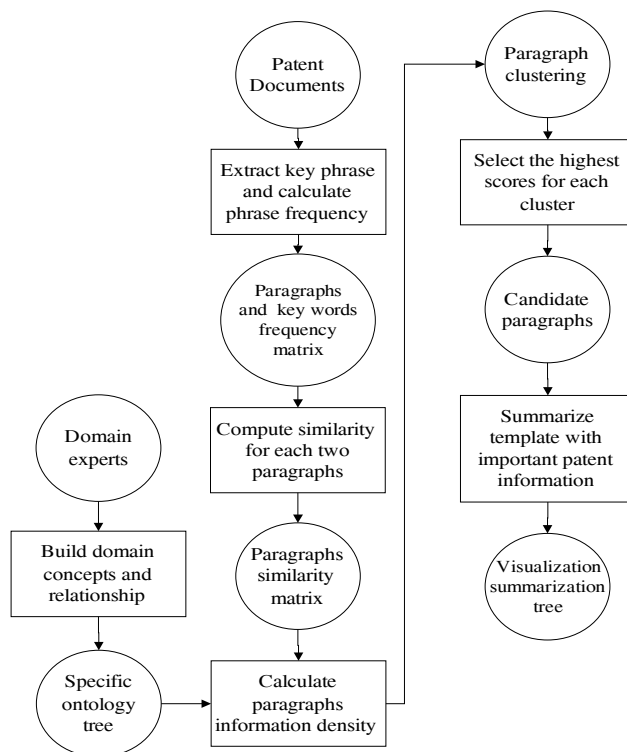 Patent
Documents
Extract key phrase
and calculate
phrase frequency
Paragraphs
and key words
frequency
matrix
Compute similarity
for each two
paragraphs
Paragraphs
similarity
matrix
Domain
experts
Build domain
concepts and
relationship
Specific
ontology
tree
Calculate
paragraphs
information density
Paragraph
clustering
Select the highest
scores for each
cluster
Candidate
paragraphs
Summarize
template with
important patent
information
Visualization
summarization
tree